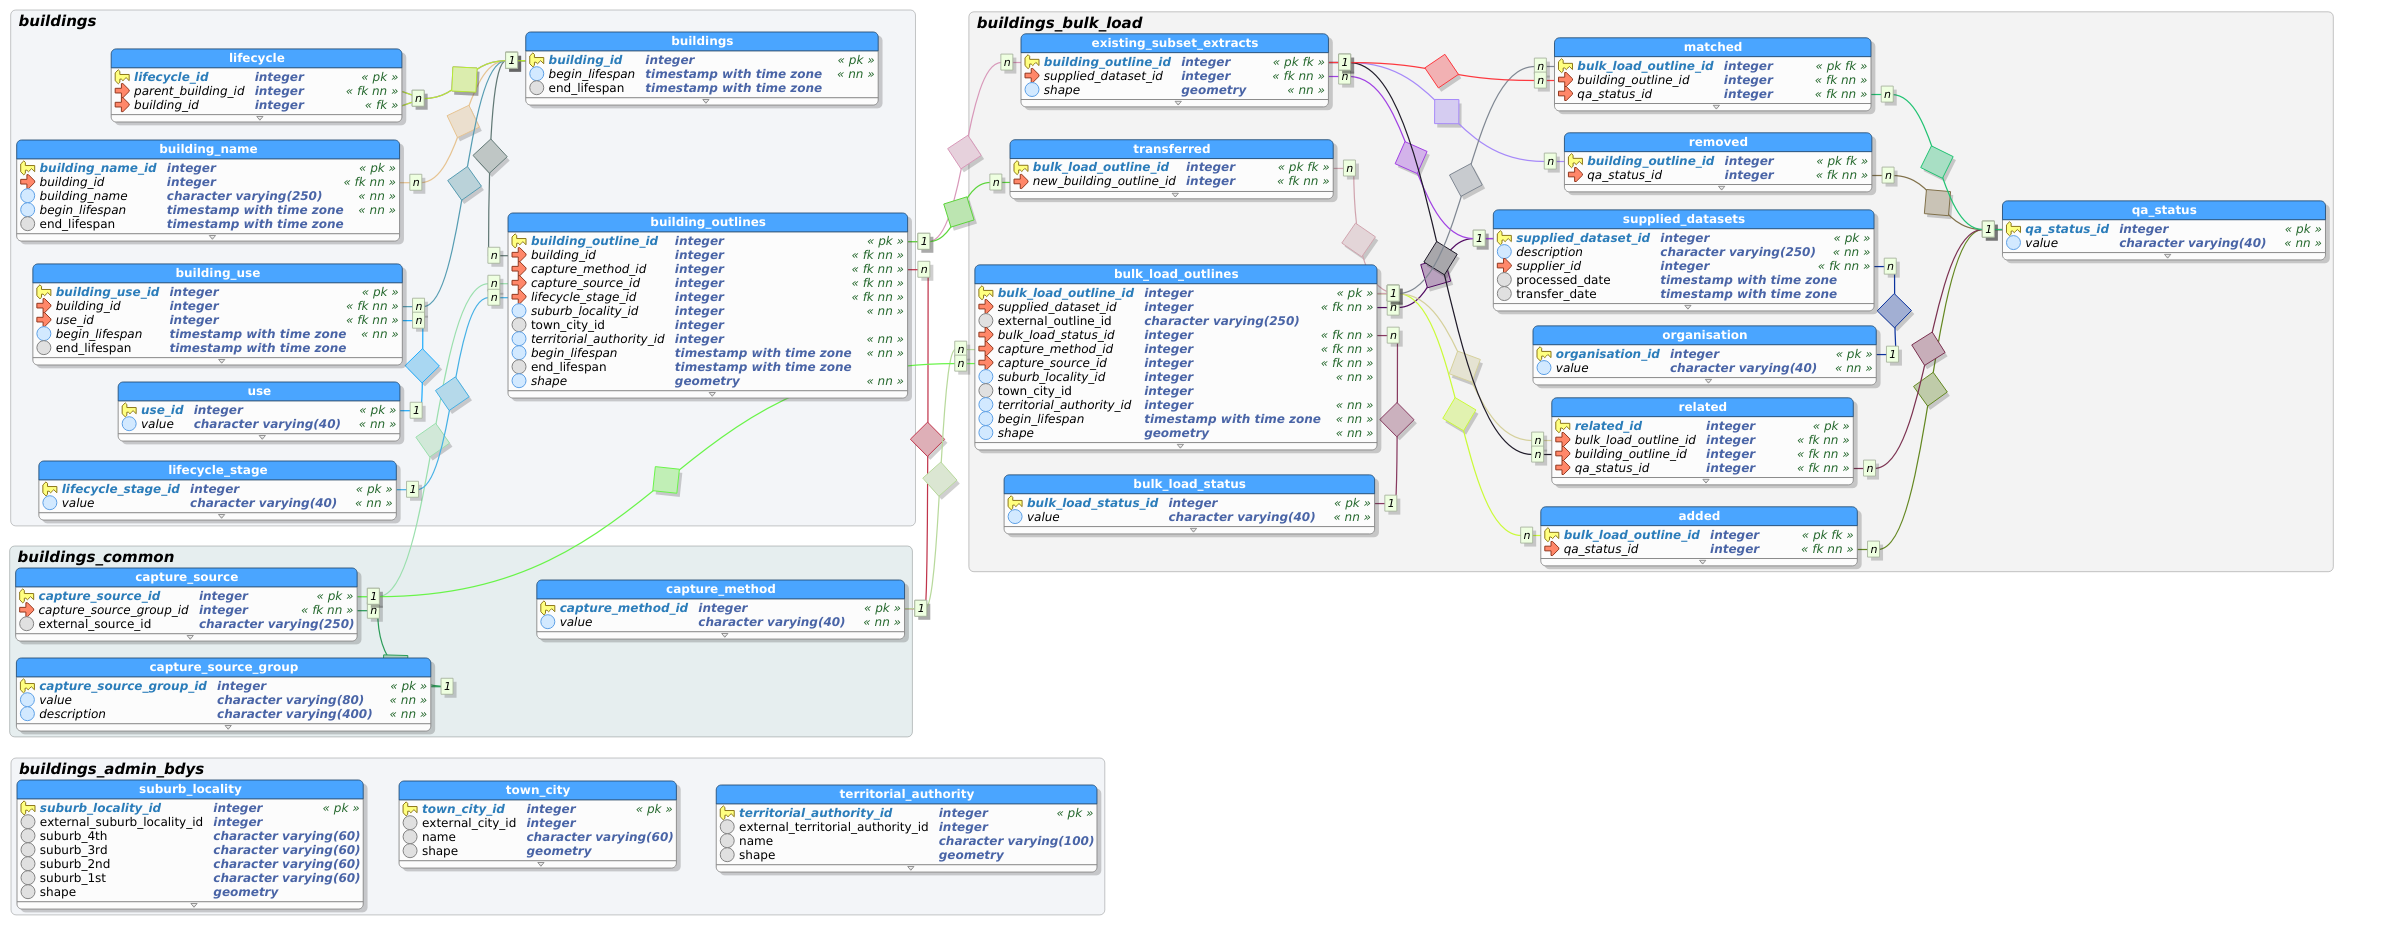 buildings
lifecycle
lifecycle_id integer « pk »
parent_building_id integer « fk nn »
building_id integer « fk »
n
1
buildings
building_id integer « pk »
begin_lifespan timestamp with time zone « nn »
end_lifespan timestamp with time zone
building_name
building_name_id integer « pk »
building_id integer « fk nn »
building_name character varying(250) « nn »
begin_lifespan timestamp with time zone « nn »
end_lifespan timestamp with time zone
n
building_use
building_use_id integer « pk »
building_id integer « fk nn »
use_id integer « fk nn »
begin_lifespan timestamp with time zone « nn »
end_lifespan timestamp with time zone
n
n
use
use_id integer « pk »
value character varying(40) « nn »
1
lifecycle_stage
lifecycle_stage_id integer « pk »
value character varying(40) « nn »
1
building_outlines
building_outline_id integer « pk »
building_id integer « fk nn »
capture_method_id integer « fk nn »
capture_source_id integer « fk nn »
lifecycle_stage_id integer « fk nn »
suburb_locality_id integer « nn »
town_city_id integer
territorial_authority_id integer « nn »
begin_lifespan timestamp with time zone « nn »
end_lifespan timestamp with time zone
shape geometry « nn »
n
n
n
1
n
buildings_common
capture_source
capture_source_id integer « pk »
capture_source_group_id integer « fk nn »
external_source_id character varying(250)
1
n
capture_method
capture_method_id integer « pk »
value character varying(40) « nn »
1
capture_source_group
capture_source_group_id integer « pk »
value character varying(80) « nn »
description character varying(400) « nn »
1
buildings_bulk_load
existing_subset_extracts
building_outline_id integer « pk fk »
supplied_dataset_id integer « fk nn »
shape geometry « nn »
n
1
n
transferred
bulk_load_outline_id integer « pk fk »
new_building_outline_id integer « fk nn »
n
n
bulk_load_outlines
bulk_load_outline_id integer « pk »
supplied_dataset_id integer « fk nn »
external_outline_id character varying(250)
bulk_load_status_id integer « fk nn »
capture_method_id integer « fk nn »
capture_source_id integer « fk nn »
suburb_locality_id integer « nn »
town_city_id integer
territorial_authority_id integer « nn »
begin_lifespan timestamp with time zone « nn »
shape geometry « nn »
1
n
n
n
n
bulk_load_status
bulk_load_status_id integer « pk »
value character varying(40) « nn »
1
matched
bulk_load_outline_id integer « pk fk »
building_outline_id integer « fk nn »
qa_status_id integer « fk nn »
n
n
n
removed
building_outline_id integer « pk fk »
qa_status_id integer « fk nn »
n
n
supplied_datasets
supplied_dataset_id integer « pk »
description character varying(250) « nn »
supplier_id integer « fk nn »
processed_date timestamp with time zone
transfer_date timestamp with time zone
1
n
organisation
organisation_id integer « pk »
value character varying(40) « nn »
1
related
related_id integer « pk »
bulk_load_outline_id integer « fk nn »
building_outline_id integer « fk nn »
qa_status_id integer « fk nn »
n
n
n
added
bulk_load_outline_id integer « pk fk »
qa_status_id integer « fk nn »
n
n
qa_status
qa_status_id integer « pk »
value character varying(40) « nn »
1
buildings_admin_bdys
suburb_locality
suburb_locality_id integer « pk »
external_suburb_locality_id integer
suburb_4th character varying(60)
suburb_3rd character varying(60)
suburb_2nd character varying(60)
suburb_1st character varying(60)
shape geometry
town_city
town_city_id integer « pk »
external_city_id integer
name character varying(60)
shape geometry
territorial_authority
territorial_authority_id integer « pk »
external_territorial_authority_id integer
name character varying(100)
shape geometry